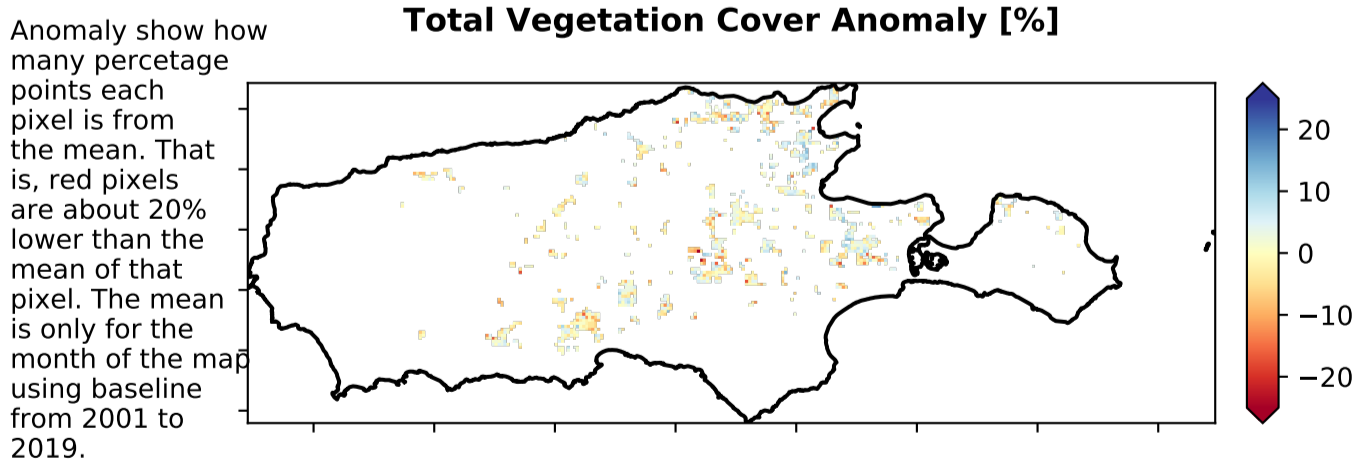 Total Vegetation Cover Anomaly [%]
Anomaly show how
many percetage
points each
pixel is from
the mean. That
is, red pixels
are about 20%
lower than the
mean of that
pixel. The mean
is only for the
month of the map
using baseline
from 2001 to
2019.
20
10
0
−10
−20